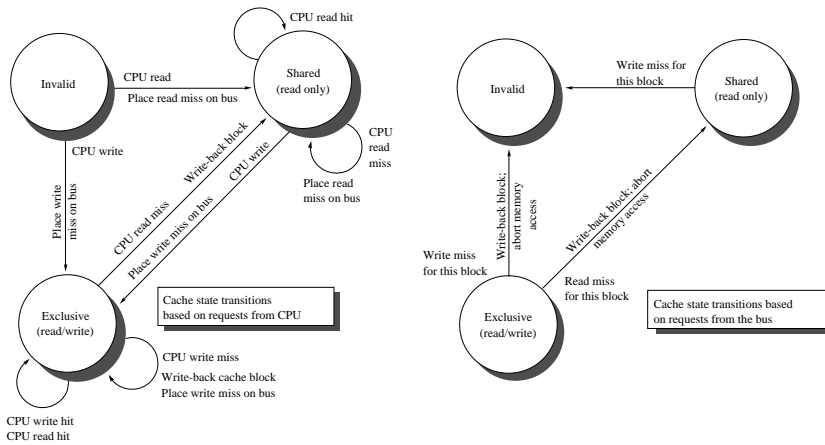 CPU read hit
Invalid
CPU read
Place read miss on bus
Shared
(read only)
CPU write
Place write
miss on bus
CPU read miss
Write-back block
Place write miss on bus
CPU write
CPU
read
miss
Place read
miss on bus
Exclusive
(read/write)
Cache state transitions
based on requests from CPU
CPU write miss
Write-back cache block
Place write miss on bus
CPU write hit
CPU read hit
Invalid
Write miss for
this block
Shared
(read only)
Write-back block;
abort memory
access
Write-back block; abort
memory access
Write miss
for this block
Read miss
for this block
Exclusive
(read/write)
Cache state transitions based
on requests from the bus